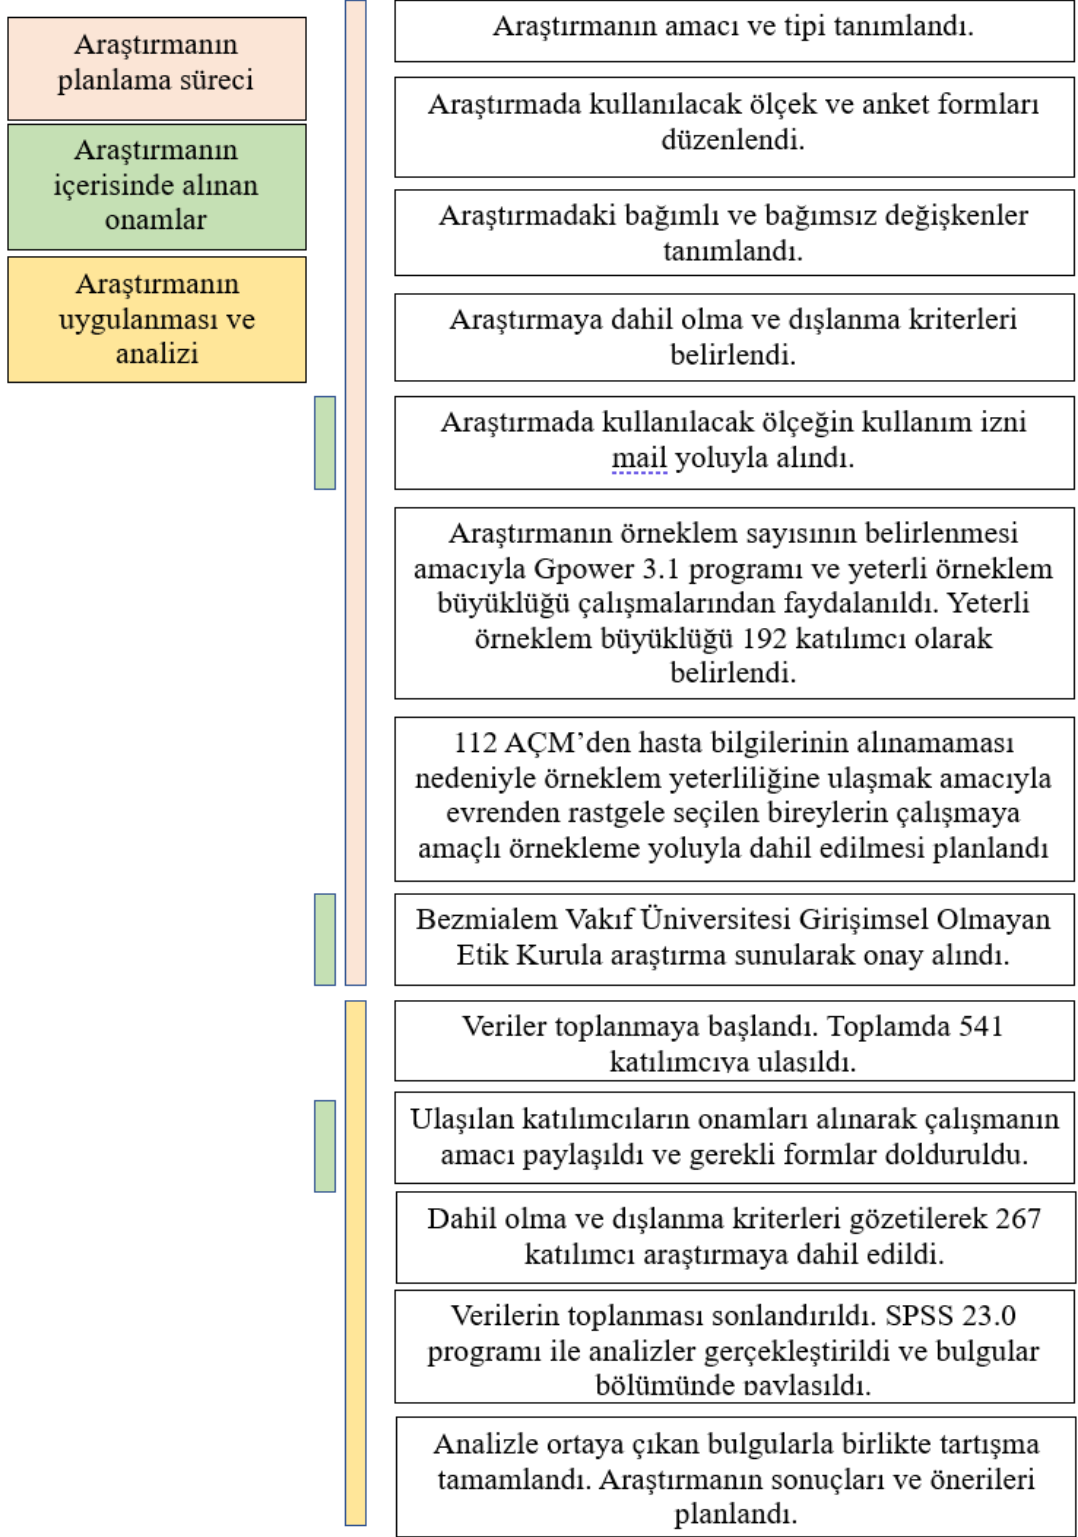 Araştırmanın
planlama süreci
Araştırmanın
içerisinde alınan
onamlar
Araştırmanın
uygulanması ve
analizi
Araştırmanın amacı ve tipi tanımlandı.
Araştırmada kullanılacak ölçek ve anket formları
düzenlendi.
Araştırmadaki bağımlı ve bağımsız değişkenler
tanımlandı.
Araştırmaya dahil olma ve dışlanma kriterleri
belirlendi.
Araştırmada kullanılacak ölçeğin kullanım izni
mail yoluyla alındı.
Araştırmanın örneklem sayısının belirlenmesi
amacıyla Gpower 3.1 programı ve yeterli örneklem
büyüklüğü çalışmalarından faydalanıldı. Yeterli
örneklem büyüklüğü 192 katılımcı olarak
belirlendi.
112 AÇM’den hasta bilgilerinin alınamaması
nedeniyle örneklem yeterliliğine ulaşmak amacıyla
evrenden rastgele seçilen bireylerin çalışmaya
amaçlı örnekleme yoluyla dahil edilmesi planlandı
Bezmialem Vakıf Üniversitesi Girişimsel Olmayan
Etik Kurula araştırma sunularak onay alındı.
Veriler toplanmaya başlandı. Toplamda 541
katılımcıya ulaşıldı.
Ulaşılan katılımcıların onamları alınarak çalışmanın
amacı paylaşıldı ve gerekli formlar dolduruldu.
Dahil olma ve dışlanma kriterleri gözetilerek 267
katılımcı araştırmaya dahil edildi.
Verilerin toplanması sonlandırıldı. SPSS 23.0
programı ile analizler gerçekleştirildi ve bulgular
bölümünde paylaşıldı.
Analizle ortaya çıkan bulgularla birlikte tartışma
tamamlandı. Araştırmanın sonuçları ve önerileri
planlandı.